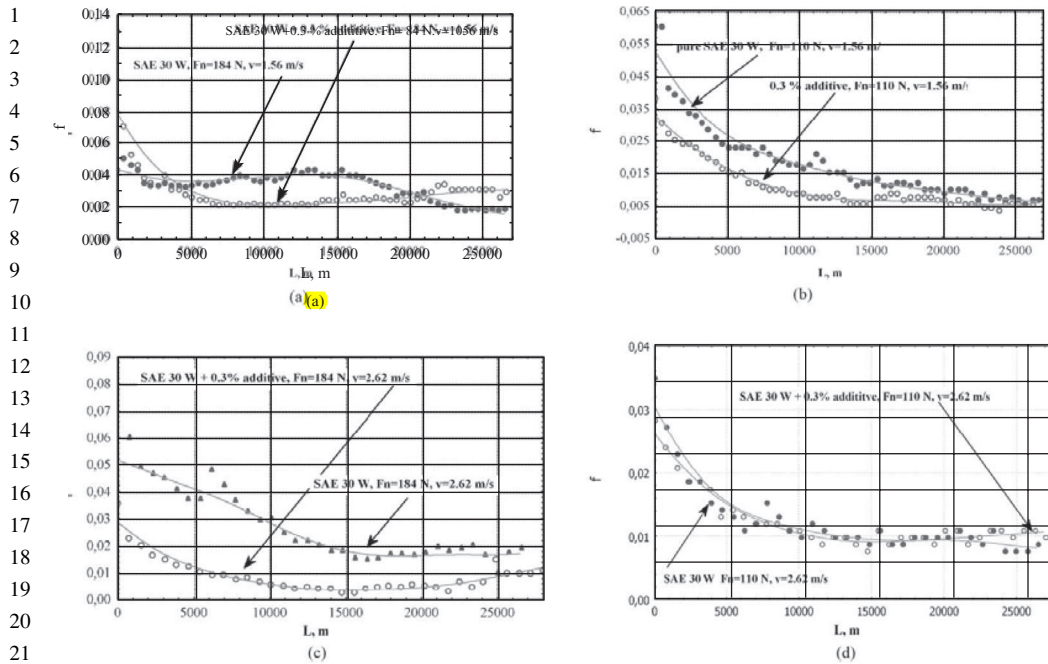 1
2
3
4
5
6
7
8
9
10
11
12
13
14
15
16
17
18
19
20
21
0.14
0.12
0.10
0.08
0.06
0.04
0.02
0.00
f
SAE 30 W+0.3 % additive, Fn=
SAE 30 W, Fn=184 N, v=1.56 m/s
0 5000 10000 15000 20000 25000
L, m
(a) (a)
0,065
0,055
0,045
0,035
0,025
0,015
0,005
-0,005
f
pure SAE 30 W, Fn=110 N, v=1.56 m/
0.3 % additive, Fn=110 N, v=1.56 m/
0 5000 10000 15000 20000 25000
L, m
(b)
0,09
0,08
0,07
0,06
0,05
0,04
0,03
0,02
0,01
0,00
SAE 30 W + 0.3% additive, Fn=184 N, v=2.62 m/s
SAE 30 W, Fn=184 N, v=2.62 m/s
0 5000 10000 15000 20000 25000
L, m
(c)
0,04
0,03
0,02
0,01
0,00
f
SAE 30 W + 0.3% addititve, Fn=110 N, v=2.62 m/s
SAE 30 W Fn=110 N, v=2.62 m/s
0 5000 10000 15000 20000 25000
L, m
(d)